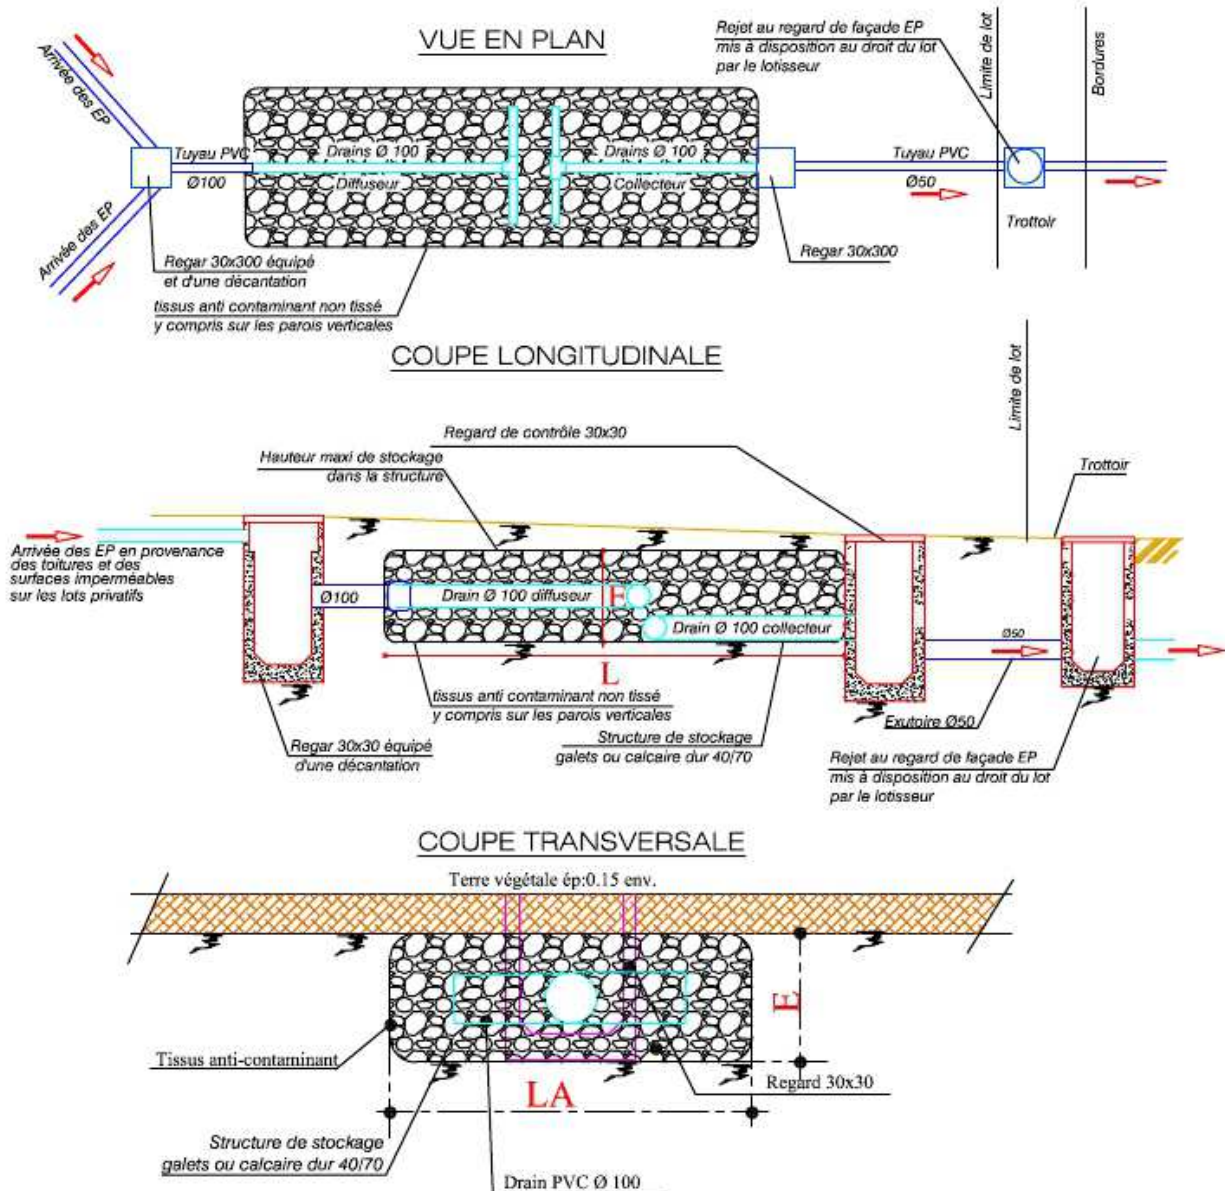 VUE EN PLAN
Rejet au regard de façade EP
mis à disposition au droit du lot
par le lotisseur
Limite de lot
Bordures
Arrivée des EP
Tuyau PVC
Ø100
Drains Ø 100
Diffuseur
Drains Ø 100
Collecteur
Tuyau PVC
Ø50
Trottoir
Arrivée des EP
Regar 30x300 équipé
et d'une décantation
Regar 30x300
tissus anti contaminant non tissé
y compris sur les parois verticales
COUPE LONGITUDINALE
Limite de lot
Regard de contrôle 30x30
Hauteur maxi de stockage
dans la structure
Trottoir
Arrivée des EP en provenance
des toitures et des
surfaces imperméables
sur les lots privatifs
Ø100
Drain Ø 100 diffuseur
E
Drain Ø 100 collecteur
Ø50
L
tissus anti contaminant non tissé
y compris sur les parois verticales
Exutoire Ø50
Structure de stockage
galets ou calcaire dur 40/70
Regar 30x30 équipé
d'une décantation
Rejet au regard de façade EP
mis à disposition au droit du lot
par le lotisseur
COUPE TRANSVERSALE
Terre végétale ép:0.15 env.
E
Tissus anti-contaminant
Regard 30x30
LA
Structure de stockage
galets ou calcaire dur 40/70
Drain PVC Ø 100